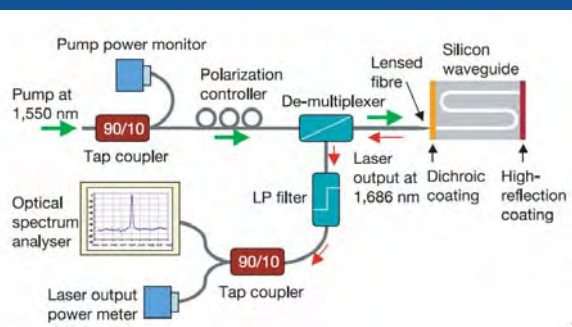 Pump power monitor
Pump at
1,550 nm
90/10
Tap coupler
Polarization
controller
De-multiplexer
Lensed
fibre
Silicon
waveguide
Laser
output at
1,686 nm
Dichroic
coating
High-
reflection
coating
LP filter
Optical
spectrum
analyser
90/10
Tap coupler
Laser output
power meter